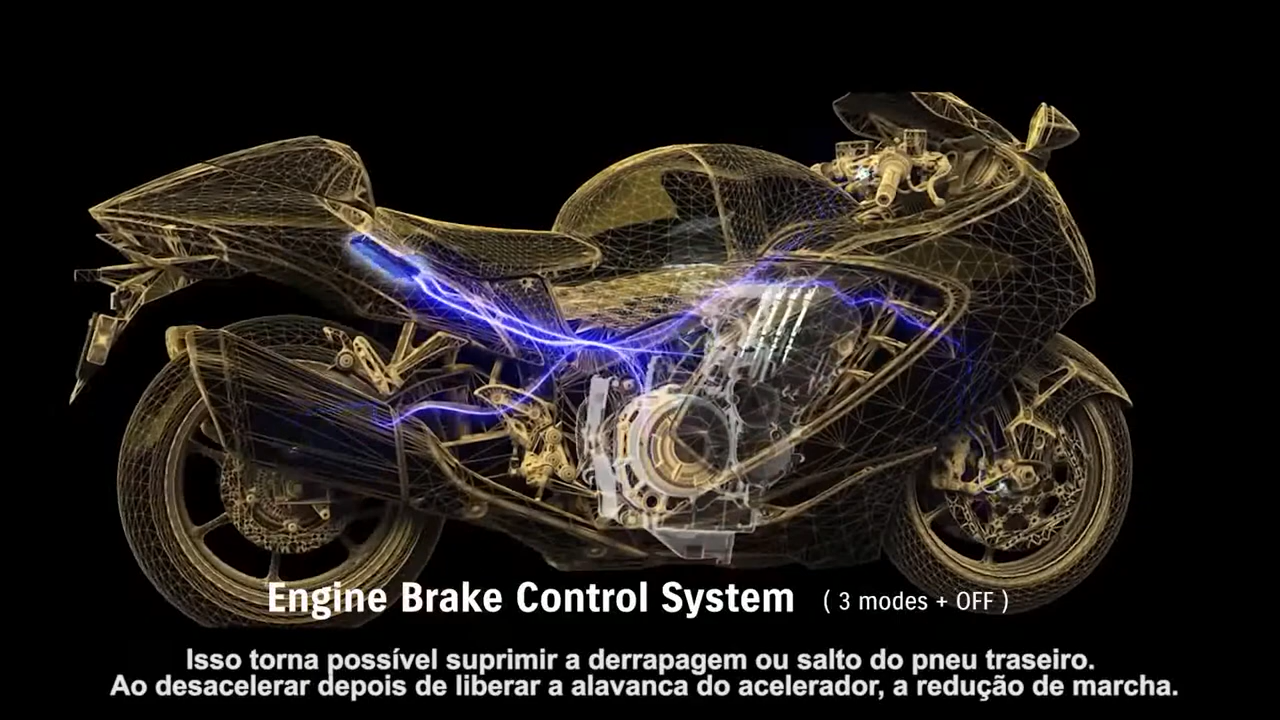 Engine Brake Control System ( 3 modes + OFF )
Isso torna possível suprimir a derrapagem ou salto do pneu traseiro.
Ao desacelerar depois de liberar a alavanca do acelerador, a redução de marcha.